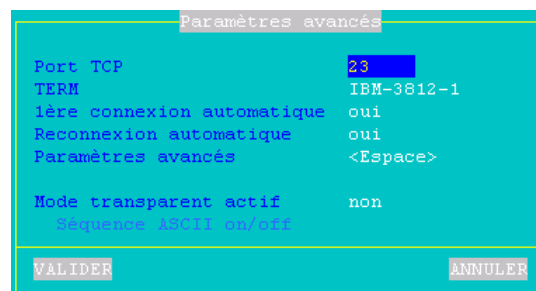 Paramètres avancés
Port TCP 23
TERM IBM-3812-1
1ère connexion automatique oui
Reconnexion automatique oui
Paramètres avancés <Espace>
Mode transparent actif non
Séquence ASCII on/off
VALIDER ANNULER